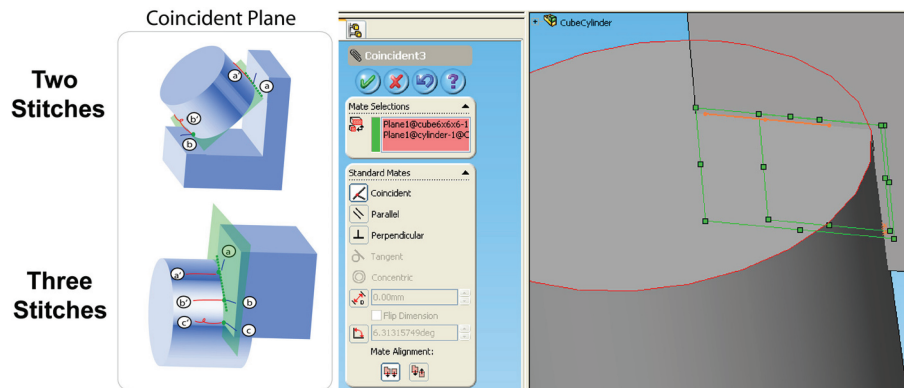 Coincident Plane
Two
Stitches
a'
a
b'
b
Three
Stitches
a
a'
b'
b
c'
c
Coincident3
?
Mate Selections
Plane1@cube6x6x6-1
Plane1@cylinder-1@C
Standard Mates
Coincident
Parallel
Perpendicular
Tangent
Concentric
0.00mm
Flip Dimension
6.31315749deg
Mate Alignment:
CubeCylinder